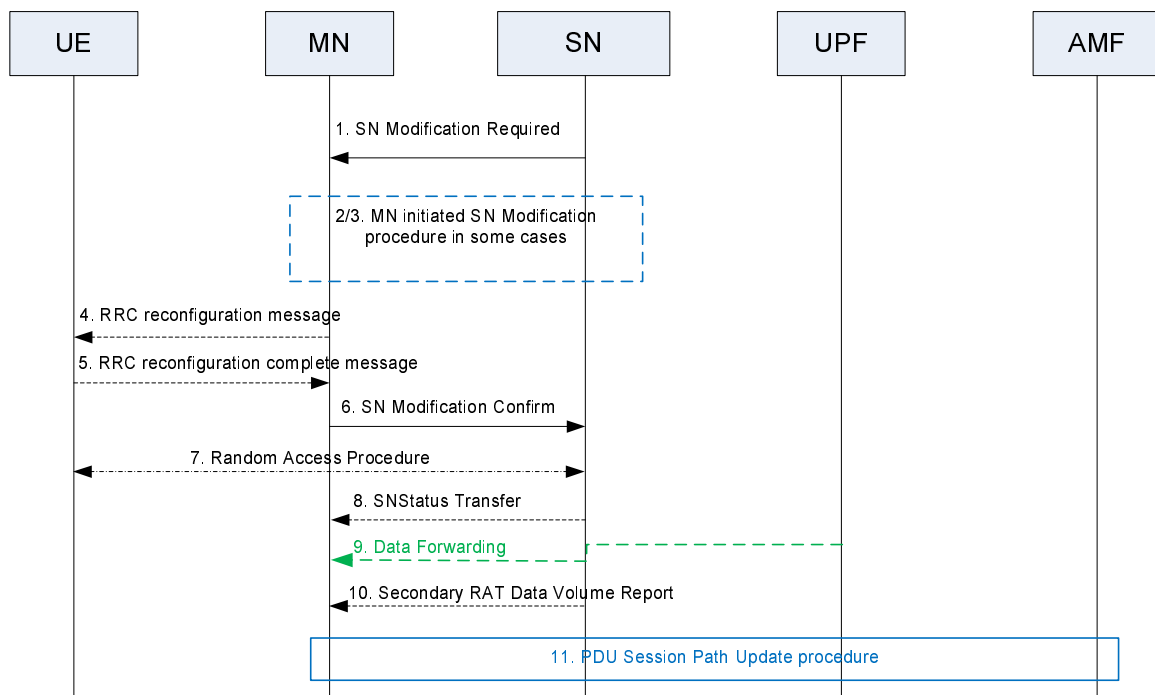 UE
MN
SN
UPF
AMF
1. SN Modification Required
2/3. MN initiated SN Modification
procedure in some cases
4. RRC reconfiguration message
5. RRC reconfiguration complete message
6. SN Modification Confirm
7. Random Access Procedure
8. SNStatus Transfer
9. Data Forwarding
10. Secondary RAT Data Volume Report
11. PDU Session Path Update procedure